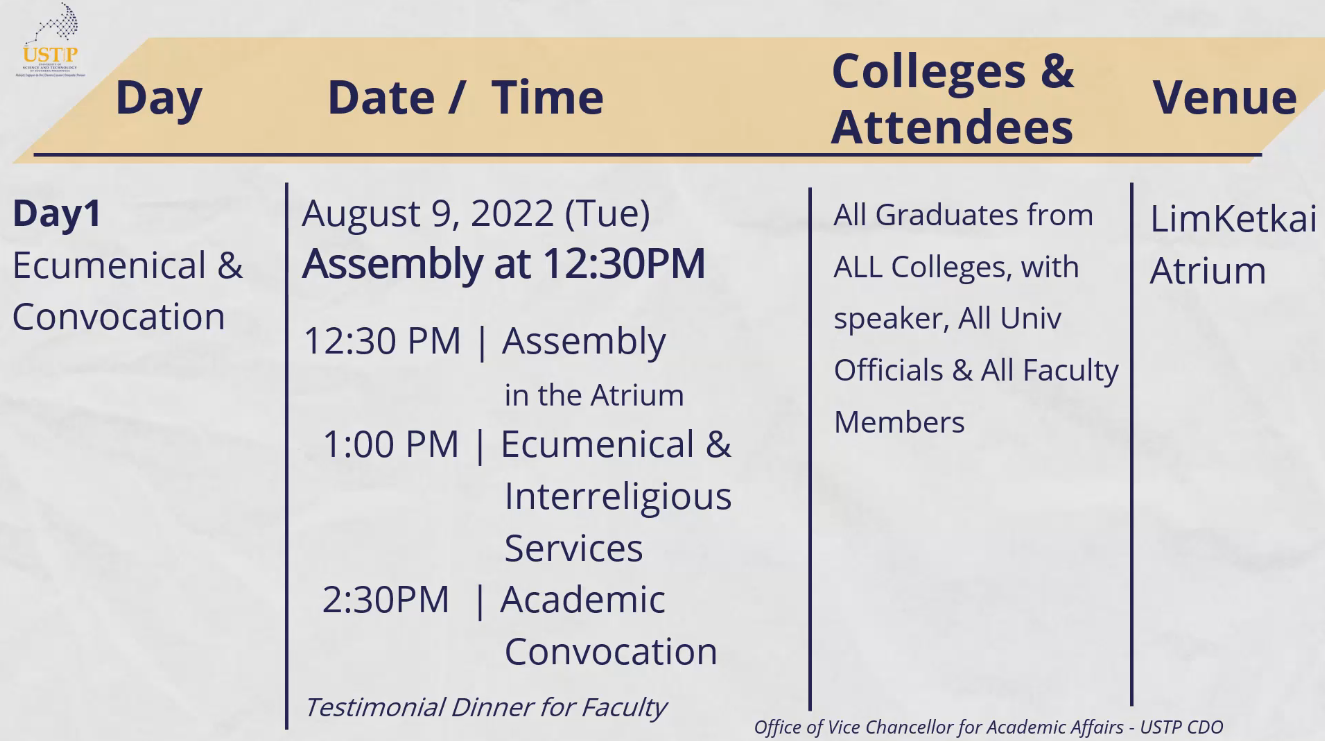 USTP
Day
Date / Time
Colleges &
Attendees
Venue
Day1
Ecumenical &
Convocation
August 9, 2022 (Tue)
Assembly at 12:30PM
12:30 PM | Assembly
in the Atrium
1:00 PM | Ecumenical &
Interreligious
Services
2:30PM | Academic
Convocation
Testimonial Dinner for Faculty
All Graduates from
ALL Colleges, with
speaker, All Univ
Officials & All Faculty
Members
LimKetkai
Atrium
Office of Vice Chancellor for Academic Affairs - USTP CDO